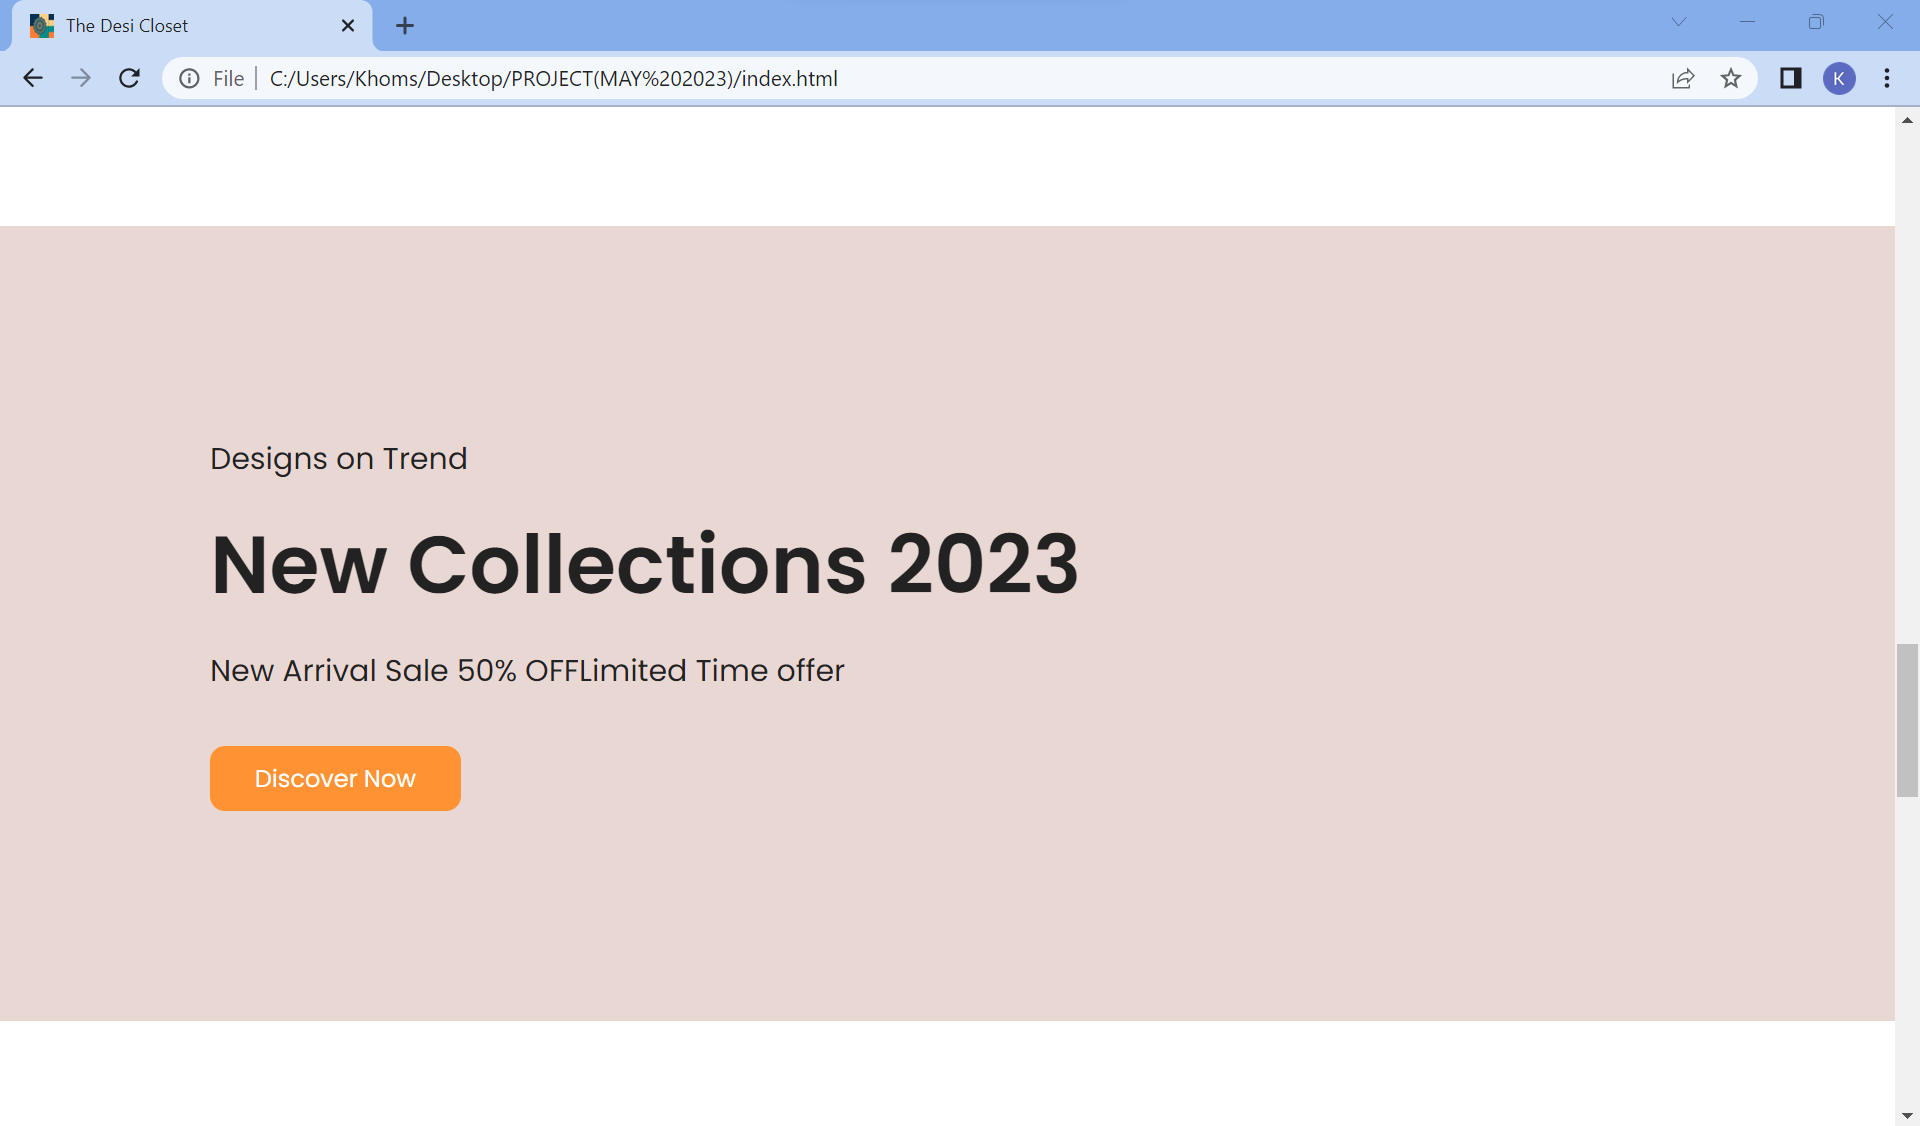 The Desi Closet
File C:/Users/Khoms/Desktop/PROJECT(MAY%202023)/index.html
K
Designs on Trend
New Collections 2023
New Arrival Sale 50% OFFLimited Time offer
Discover Now